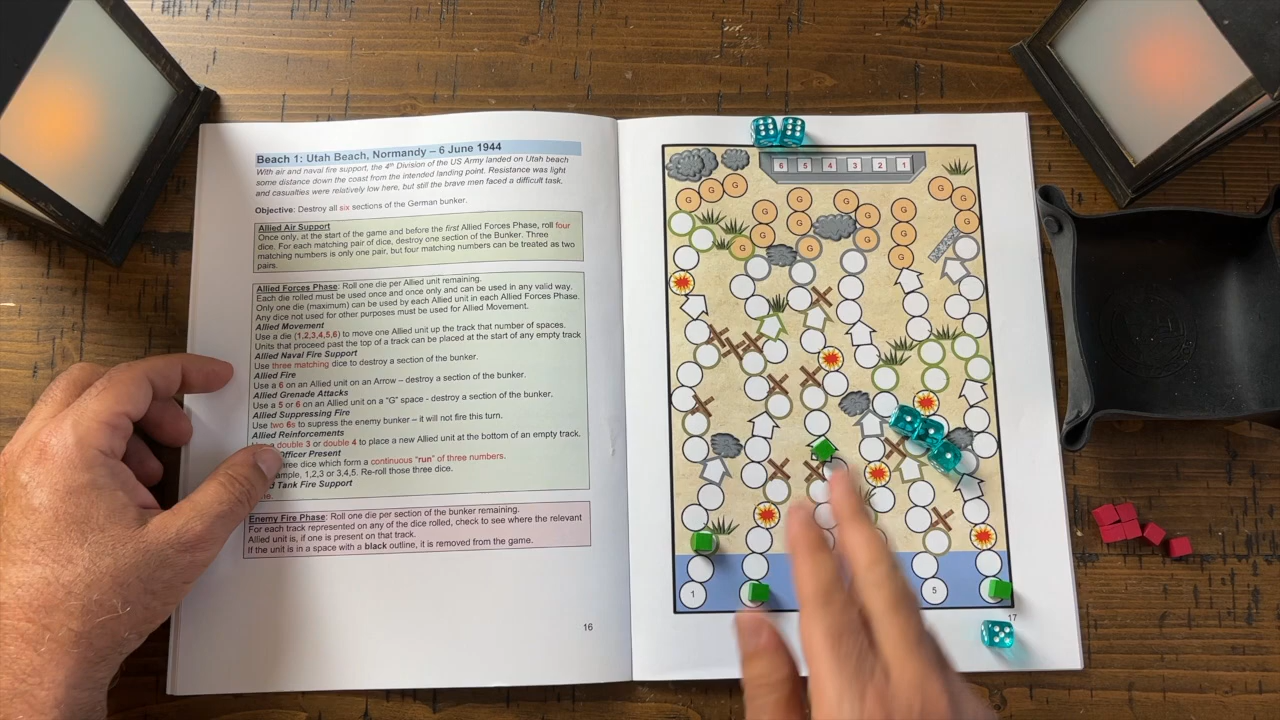 Beach 1: Utah Beach, Normandy – 6 June 1944
With air and naval fire support, the 4th Division of the US Army landed on Utah beach
some distance down the coast from the intended landing point. Resistance was light
and casualties were relatively low here, but still the brave men faced a difficult task.
Objective: Destroy all six sections of the German bunker.
Allied Air Support
Once only, at the start of the game and before the first Allied Forces Phase, roll four
dice. For each matching pair of dice, destroy one section of the Bunker. Three
matching numbers is only one pair, but four matching numbers can be treated as two
pairs.
Allied Forces Phase: Roll one die per Allied unit remaining.
Each die rolled must be used once and once only and can be used in any valid way.
Only one die (maximum) can be used by each Allied unit in each Allied Forces Phase.
Any dice not used for other purposes must be used for Allied Movement.
Allied Movement
Use a die (1,2,3,4,5,6) to move one Allied unit up the track that number of spaces.
Units that proceed past the top of a track can be placed at the start of any empty track
Allied Naval Fire Support
Use three matching dice to destroy a section of the bunker.
Allied Fire
Use a 6 on an Allied unit on an Arrow – destroy a section of the bunker.
Allied Grenade Attacks
Use a 5 or 6 on an Allied unit on a "G" space - destroy a section of the bunker.
Allied Suppressing Fire
Use two 6s to supress the enemy bunker – it will not fire this turn.
Allied Reinforcements
double 3 or double 4 to place a new Allied unit at the bottom of an empty track.
Officer Present
three dice which form a continuous "run" of three numbers.
example, 1,2,3 or 3,4,5. Re-roll those three dice.
Tank Fire Support
Enemy Fire Phase: Roll one die per section of the bunker remaining.
For each track represented on any of the dice rolled, check to see where the relevant
Allied unit is, if one is present on that track.
If the unit is in a space with a black outline, it is removed from the game.
16
6 5 4 3 2 1
G G G G G
G G G G G G
G G G G G
G G G
1 5
17